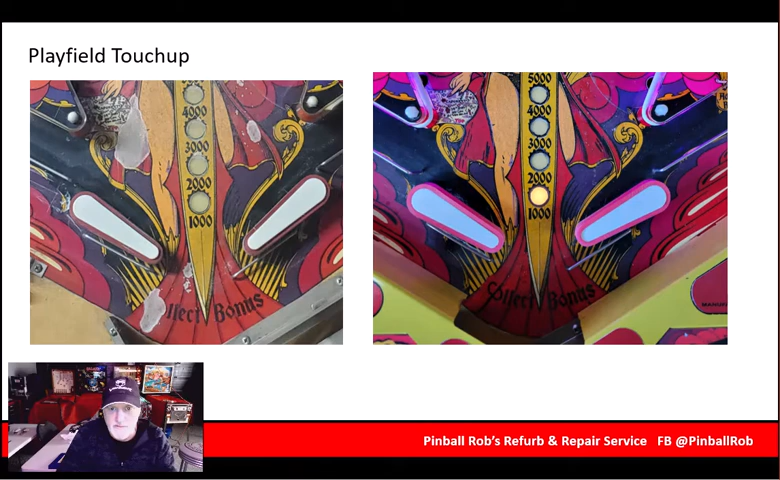 Playfield Touchup
4000
3000
2000
1000
llect Bonus
5000
4000
3000
2000
1000
Collect Bonus
Pinball Rob's Refurb & Repair Service FB @PinballRob